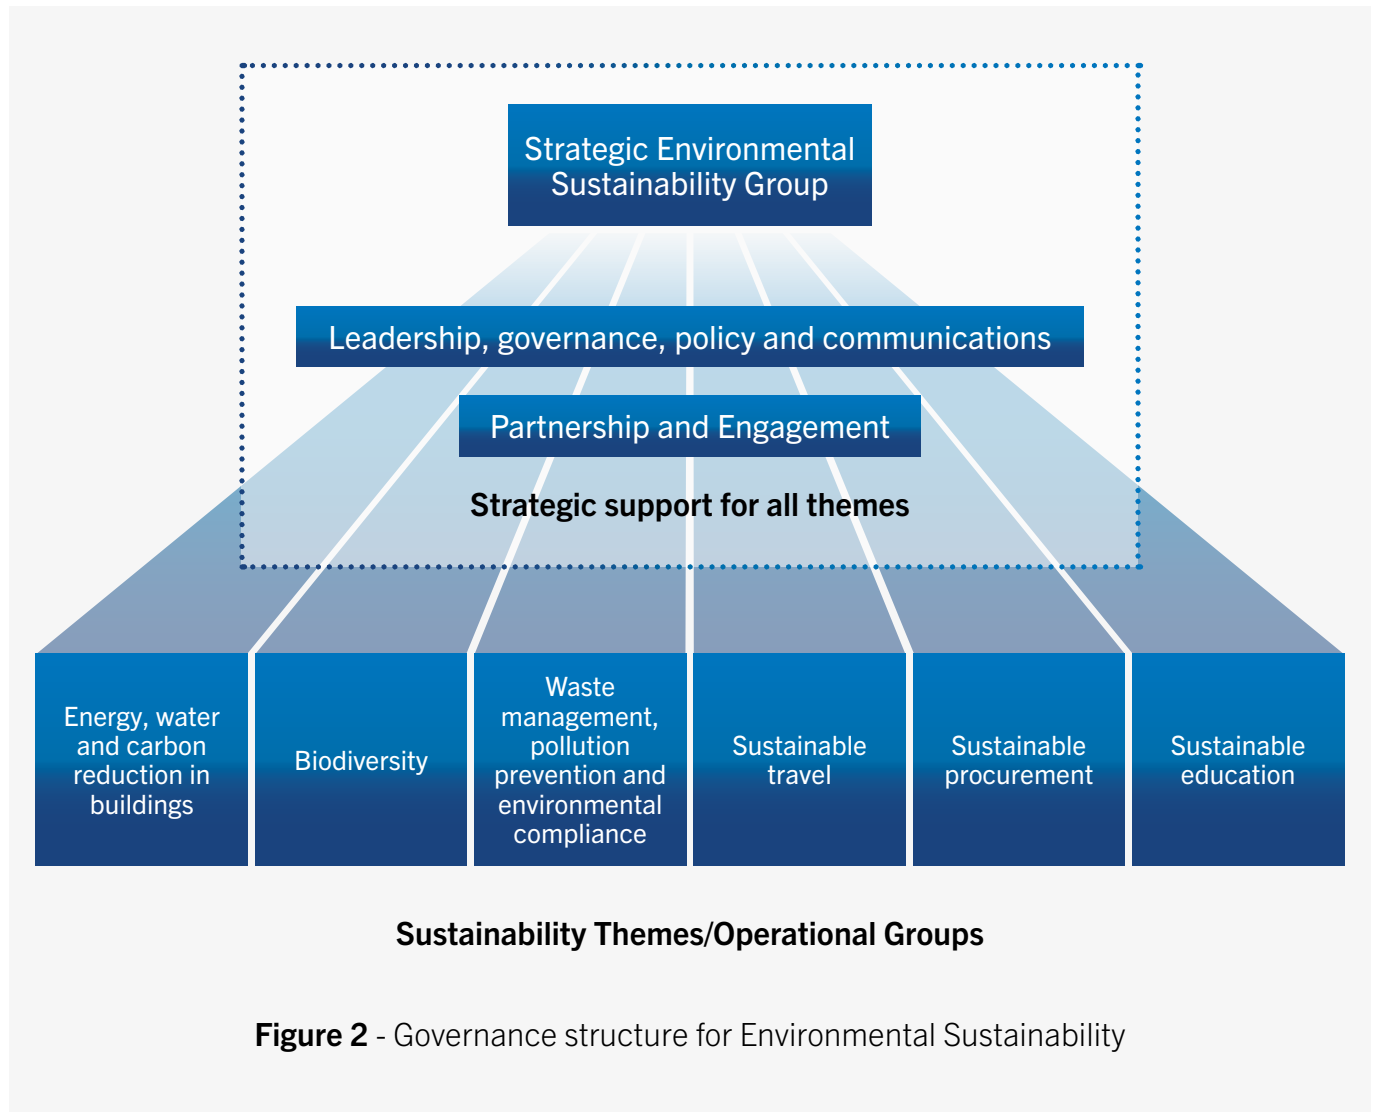 Strategic Environmental
Sustainability Group
Leadership, governance, policy and communications
Partnership and Engagement
Strategic support for all themes
Energy, water
and carbon
reduction in
buildings
Biodiversity
Waste
management,
pollution
prevention and
environmental
compliance
Sustainable
travel
Sustainable
procurement
Sustainable
education
Sustainability Themes/Operational Groups
Figure 2 - Governance structure for Environmental Sustainability